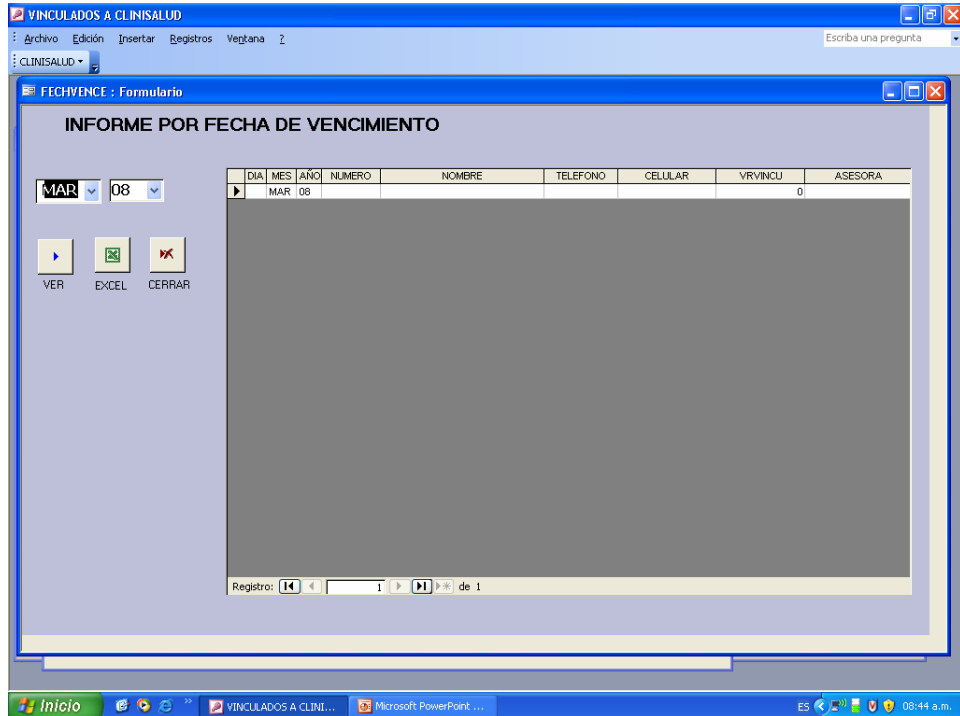 VINCULADOS A CLINISALUD
Archivo Edición Insertar Registros Ventana ? Escriba una pregunta
CLINISALUD
FECHVENCE : Formulario
INFORME POR FECHA DE VENCIMIENTO
DIA MES AÑO NUMERO NOMBRE TELEFONO CELULAR VRVINCU ASESORA
MAR 08 MAR 08 0
VER EXCEL CERRAR
Registro: 1 de 1
Inicio VINCULADOS A CLINI... Microsoft PowerPoint ... ES 08:44 a.m.